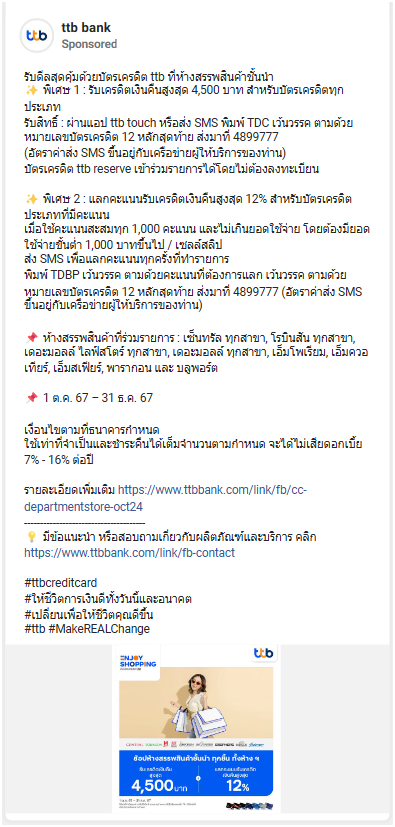 ttb bank
Sponsored
รับดีลสุดคุ้มด้วยบัตรเครดิต ttb ที่ห้างสรรพสินค้าชั้นนำ
✨ พิเศษ 1 : รับเครดิตเงินคืนสูงสุด 4,500 บาท สำหรับบัตรเครดิตทุก
ประเภท
รับสิทธิ์ : ผ่านแอป ttb touch หรือส่ง SMS พิมพ์ TDC เว้นวรรค ตามด้วย
หมายเลขบัตรเครดิต 12 หลักสุดท้าย ส่งมาที่ 4899777
(อัตราค่าส่ง SMS ขึ้นอยู่กับเครือข่ายผู้ให้บริการของท่าน)
บัตรเครดิต ttb reserve เข้าร่วมรายการได้โดยไม่ต้องลงทะเบียน
✨ พิเศษ 2 : แลกคะแนนรับเครดิตเงินคืนสูงสุด 12% สำหรับบัตรเครดิต
ประเภทที่มีคะแนน
เมื่อใช้คะแนนสะสมทุก 1,000 คะแนน และไม่เกินยอดใช้จ่าย โดยต้องมียอด
ใช้จ่ายขั้นต่ำ 1,000 บาทขึ้นไป / เซลล์สลิป
ส่ง SMS เพื่อแลกคะแนนทุกครั้งที่ทำรายการ
พิมพ์ TDBP เว้นวรรค ตามด้วยคะแนนที่ต้องการแลก เว้นวรรค ตามด้วย
หมายเลขบัตรเครดิต 12 หลักสุดท้าย ส่งมาที่ 4899777 (อัตราค่าส่ง SMS
ขึ้นอยู่กับเครือข่ายผู้ให้บริการของท่าน)
📌 ห้างสรรพสินค้าที่ร่วมรายการ : เซ็นทรัล ทุกสาขา, โรบินสัน ทุกสาขา,
เดอะมอลล์ ไลฟ์สโตร์ ทุกสาขา, เดอะมอลล์ ทุกสาขา, เอ็มโพเรียม, เอ็มควอ
เทียร์, เอ็มสเฟียร์, พารากอน และ บลูพอร์ต
📌 1 ต.ค. 67 – 31 ธ.ค. 67
เงื่อนไขตามที่ธนาคารกำหนด
ใช้เท่าที่จำเป็นและชำระคืนได้เต็มจำนวนตามกำหนด จะได้ไม่เสียดอกเบี้ย
7% - 16% ต่อปี
รายละเอียดเพิ่มเติม https://www.ttbbank.com/link/fb/cc-
departmentstore-oct24
-------------------------------------
💡 มีข้อแนะนำ หรือสอบถามเกี่ยวกับผลิตภัณฑ์และบริการ คลิก
https://www.ttbbank.com/link/fb-contact
#ttbcreditcard
#ให้ชีวิตการเงินดีทั้งวันนี้และอนาคต
#เปลี่ยนเพื่อให้ชีวิตคุณดีขึ้น
#ttb #MakeREALChange
ttb
ENJOY
SHOPPING
CENTRAL
ช้อปห้างสรรพสินค้าชั้นนำ ทุกชิ้น ทั้งห้าง ฯ
รับเครดิตเงินคืน
สูงสุด
4,500 บาท
แลกคะแนนรับเครดิต
เงินคืนสูงสุด
12%